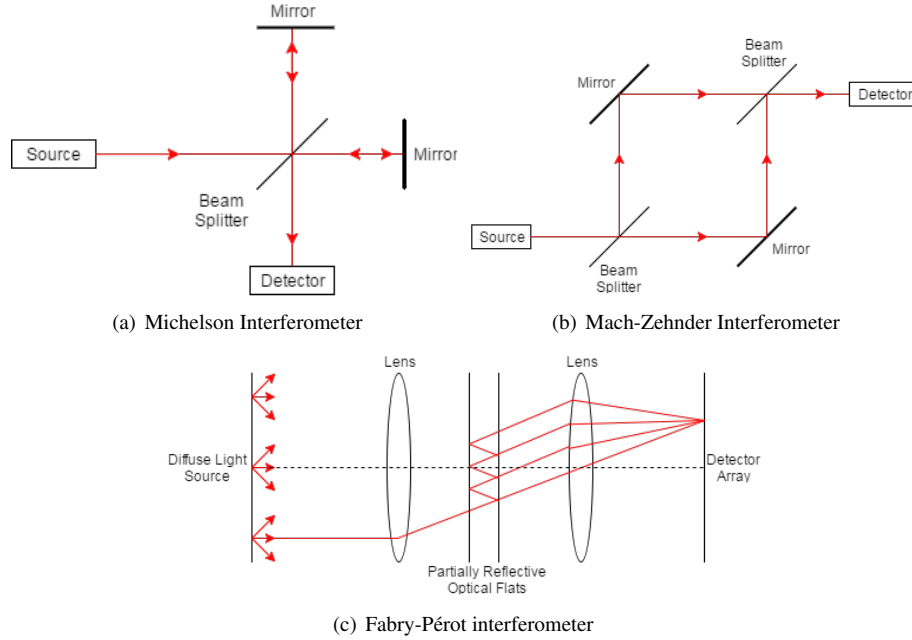 Mirror
Source
Mirror
Beam
Splitter
Detector
(a) Michelson Interferometer
Beam
Splitter
Mirror
Detector
Source
Mirror
Beam
Splitter
(b) Mach-Zehnder Interferometer
Lens
Lens
Diffuse Light
Source
Detector
Array
Partially Reflective
Optical Flats
(c) Fabry-Pérot interferometer